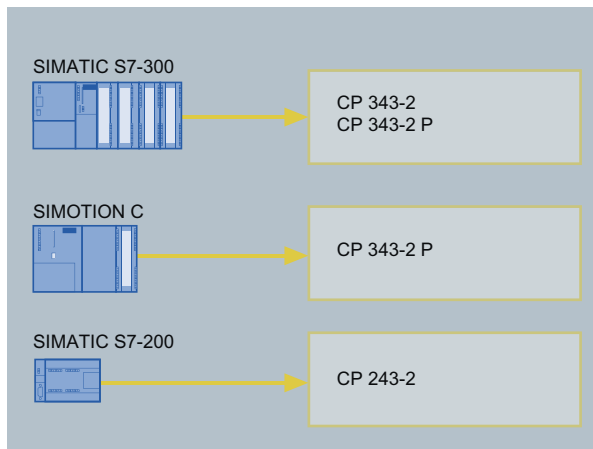 SIMATIC S7-300
CP 343-2
CP 343-2 P
SIMOTION C
CP 343-2 P
SIMATIC S7-200
CP 243-2